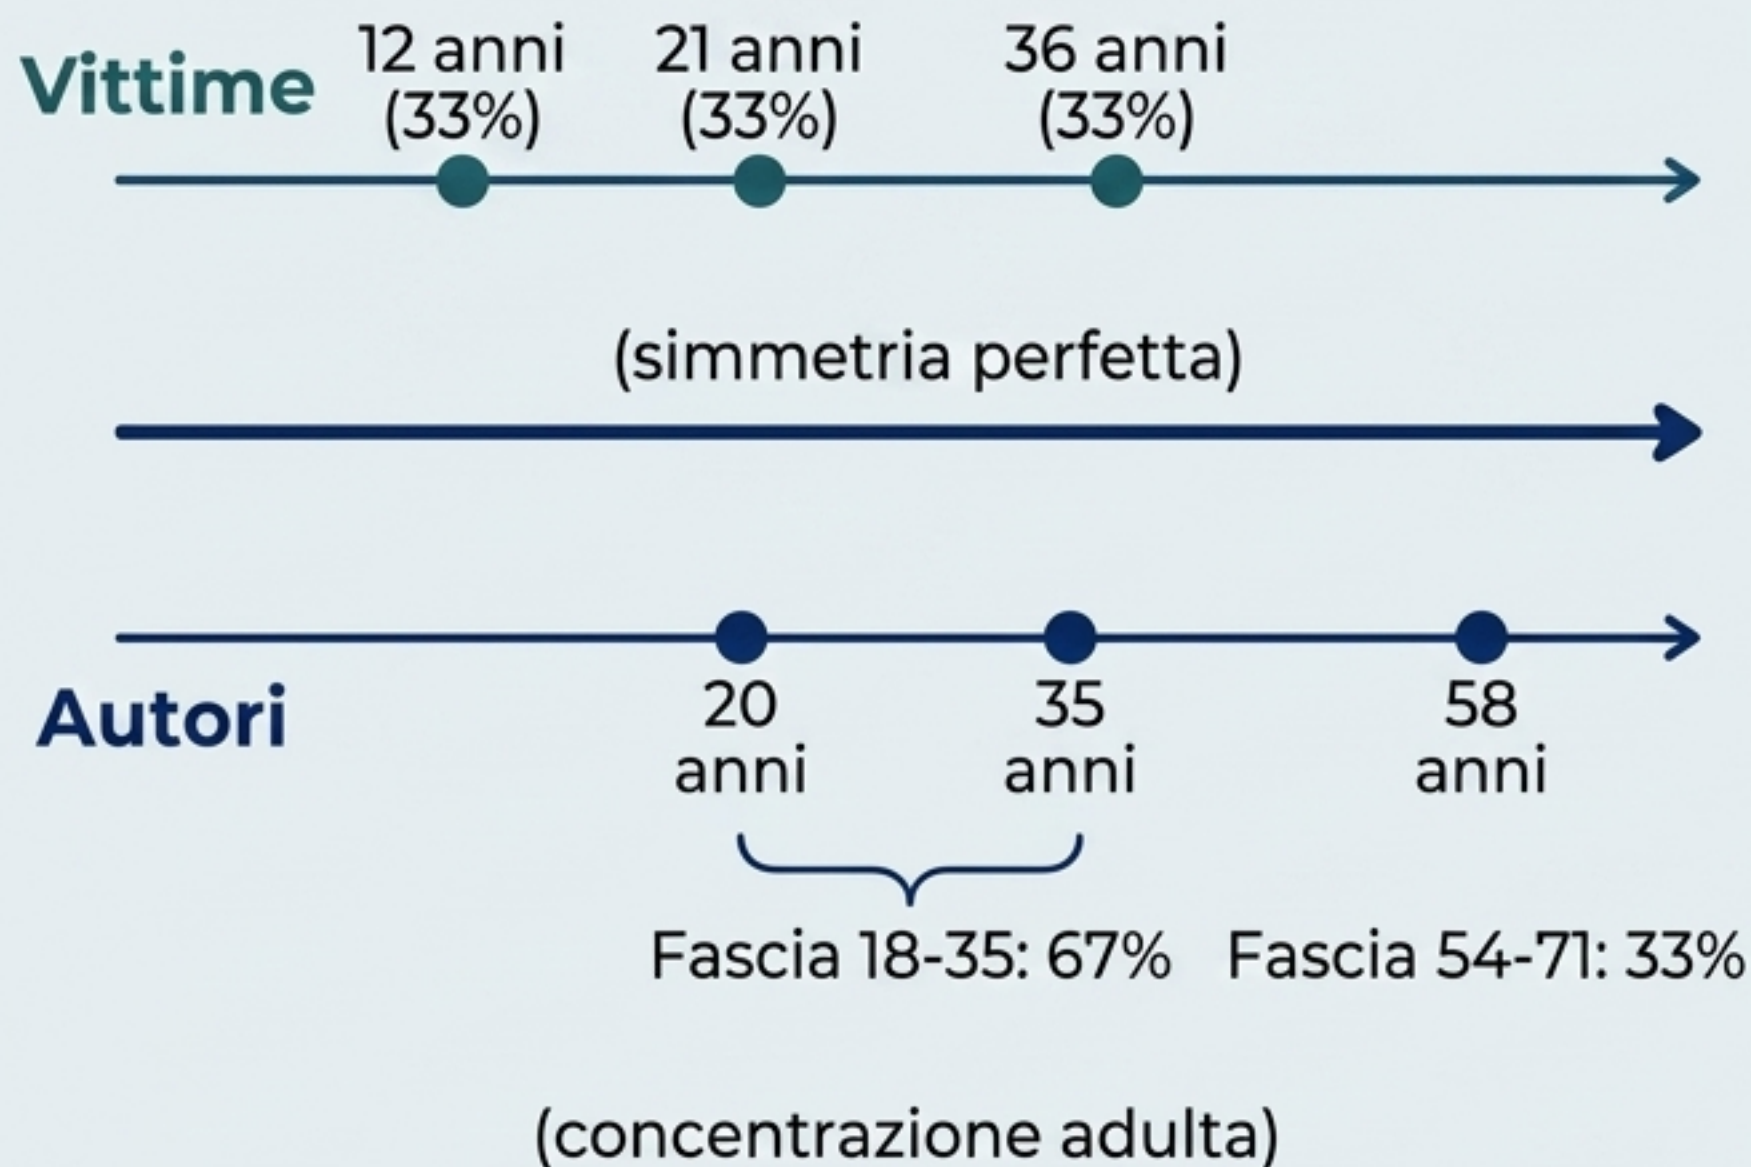 Vittime
12 anni
(33%)
21 anni
(33%)
36 anni
(33%)
(simmetria perfetta)
Autori
20
anni
35
anni
58
anni
Fascia 18-35: 67%
Fascia 54-71: 33%
(concentrazione adulta)